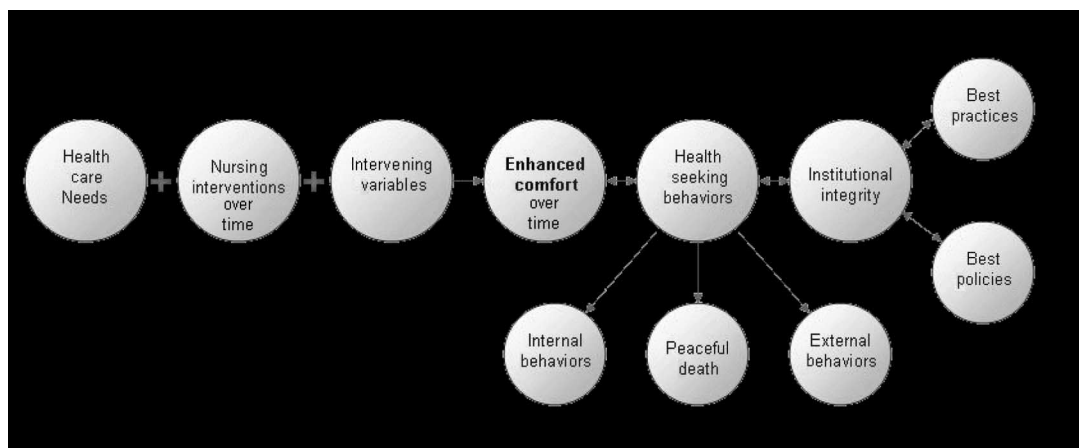 Health
care
Needs
+
Nursing
interventions
over
time
+
Intervening
variables
Enhanced
comfort
over
time
Health
seeking
behaviors
Institutional
integrity
Best
practices
Best
policies
Internal
behaviors
Peaceful
death
External
behaviors